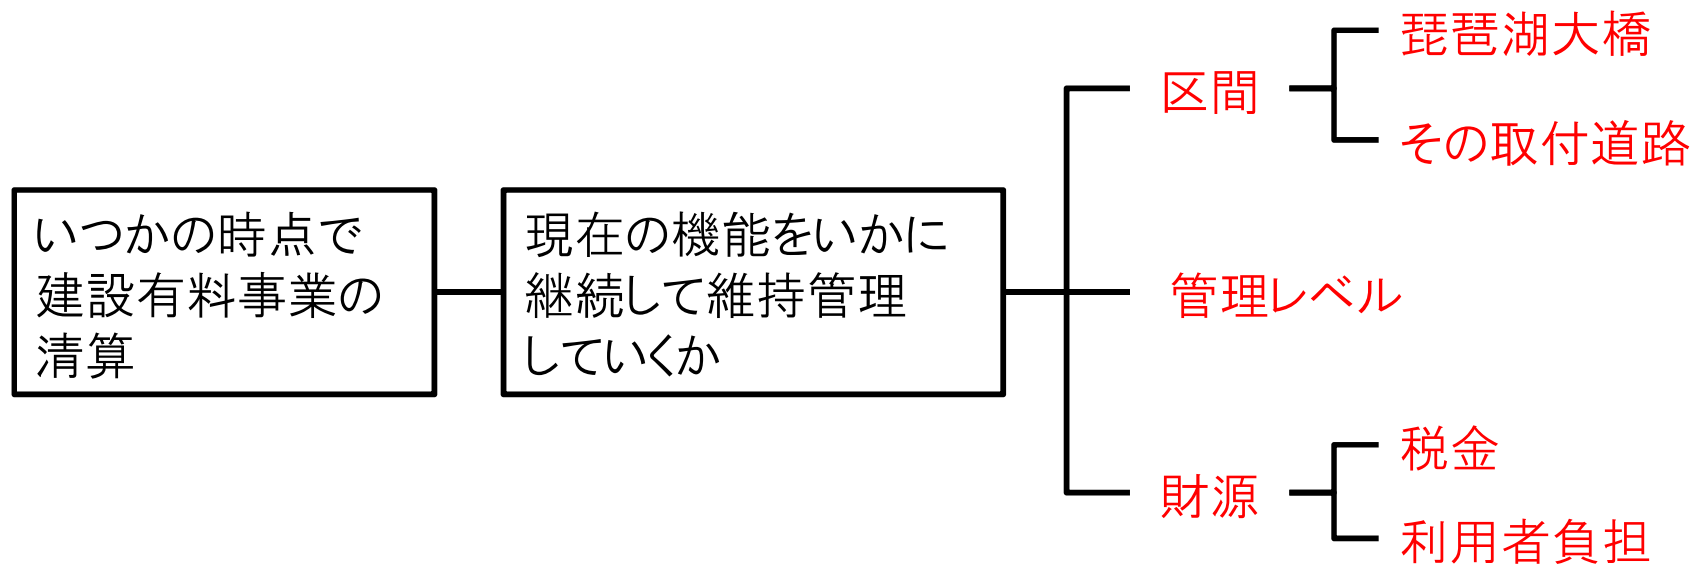 いつかの時点で
建設有料事業の
清算
現在の機能をいかに
継続して維持管理
していくか
区間
琵琶湖大橋
その取付道路
管理レベル
財源
税金
利用者負担